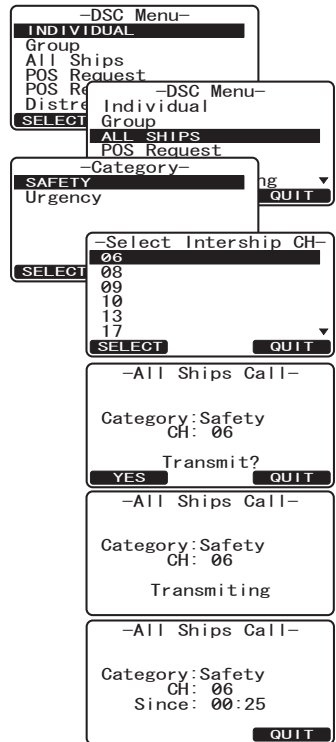 -DSC Menu-
INDIVIDUAL
Group
All Ships
POS Request
POS Re
Distre
SELECT
-DSC Menu-
Individual
Group
ALL SHIPS
POS Request
ng ▼
QUIT
-Category-
SAFETY
Urgency
SELECT
-Select Intership CH-
06
08
09
10
13
17 ▼
SELECT QUIT
-All Ships Call-
Category:Safety
CH: 06
Transmit?
YES QUIT
-All Ships Call-
Category:Safety
CH: 06
Transmiting
-All Ships Call-
Category:Safety
CH: 06
Since: 00:25
QUIT